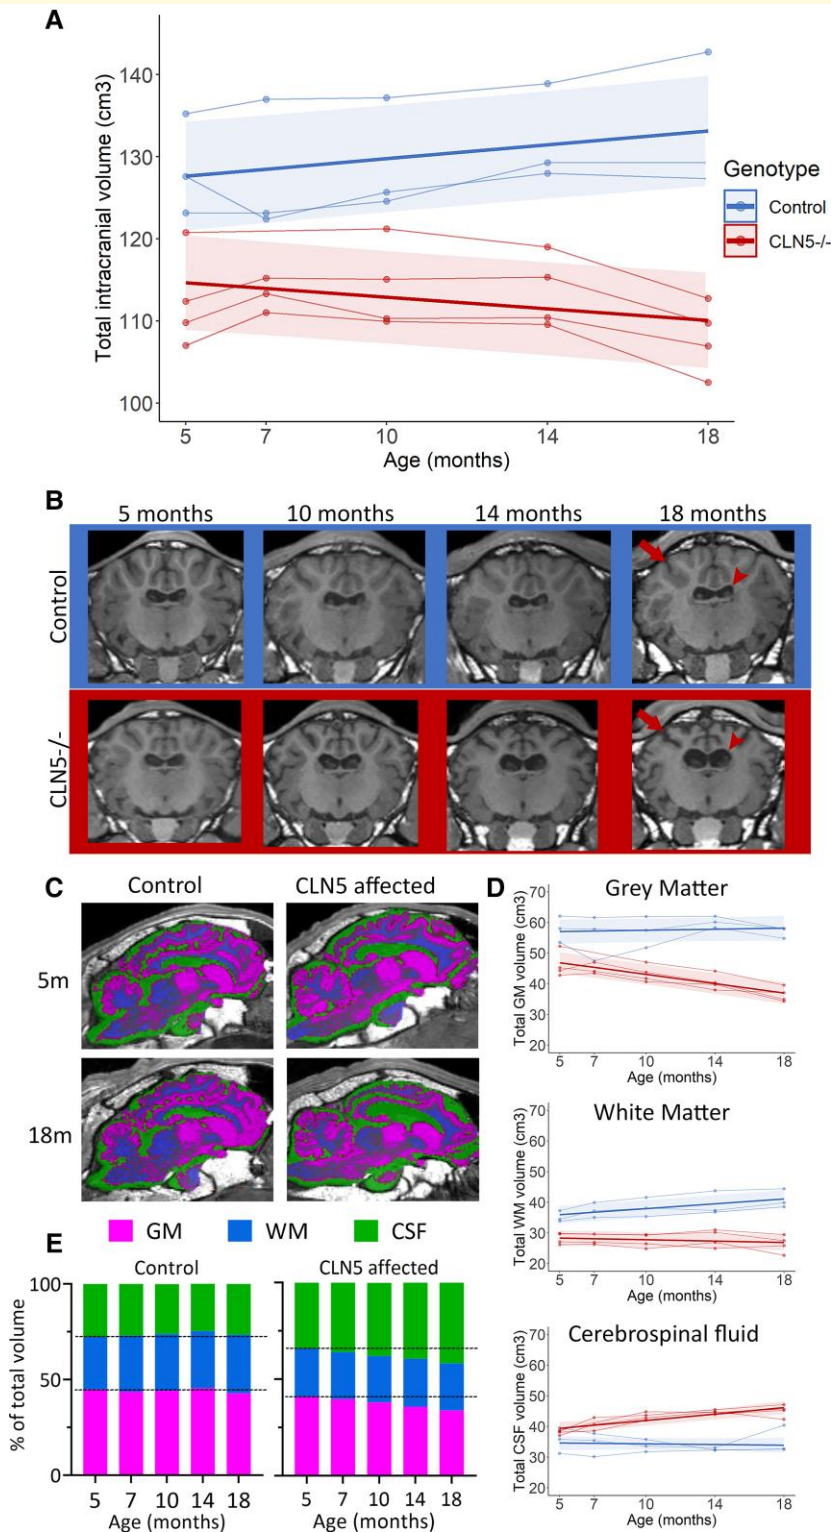 A
Total intracranial volume (cm3)
140
130
120
110
100
5 7 10 14 18
Age (months)
Genotype
Control
CLN5-/-
B
5 months 10 months 14 months 18 months
Control
CLN5-/-
C
Control CLN5 affected
5m
18m
GM WM CSF
D
Grey Matter
Total GM volume (cm3)
70
60
50
40
30
20
5 7 10 14 18
Age (months)
White Matter
Total WM volume (cm3)
70
60
50
40
30
20
5 7 10 14 18
Age (months)
Cerebrospinal fluid
Total CSF volume (cm3)
70
60
50
40
30
20
5 7 10 14 18
Age (months)
E
Control CLN5 affected
% of total volume
100
50
0
5 7 10 14 18
Age (months)
5 7 10 14 18
Age (months)